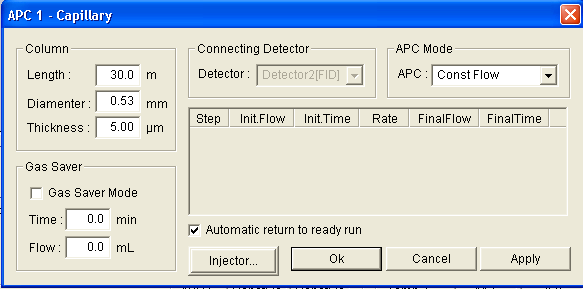 APC 1 - Capillary
Column
Length : 30.0 m
Diamenter : 0.53 mm
Thickness : 5.00 µm
Connecting Detector
Detector : Detector2[FID]
APC Mode
APC : Const Flow
Step Init.Flow Init.Time Rate FinalFlow FinalTime
Gas Saver
Gas Saver Mode
Time : 0.0 min
Flow : 0.0 mL
Automatic return to ready run
Injector... Ok Cancel Apply